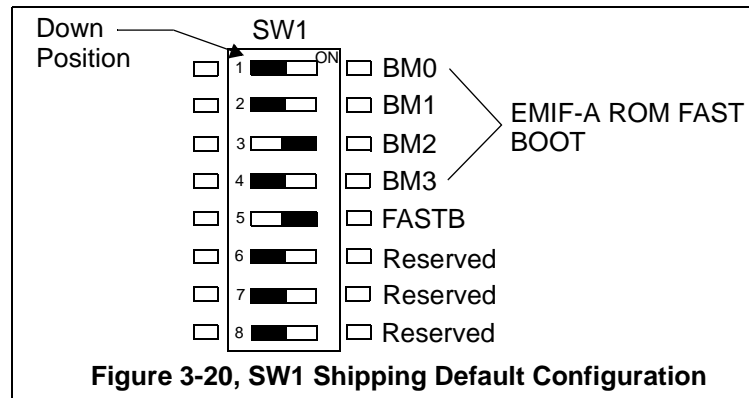 Down
Position
SW1
ON
1 BM0
2 BM1
3 BM2
4 BM3
5 FASTB
6 Reserved
7 Reserved
8 Reserved
EMIF-A ROM FAST
BOOT
Figure 3-20, SW1 Shipping Default Configuration